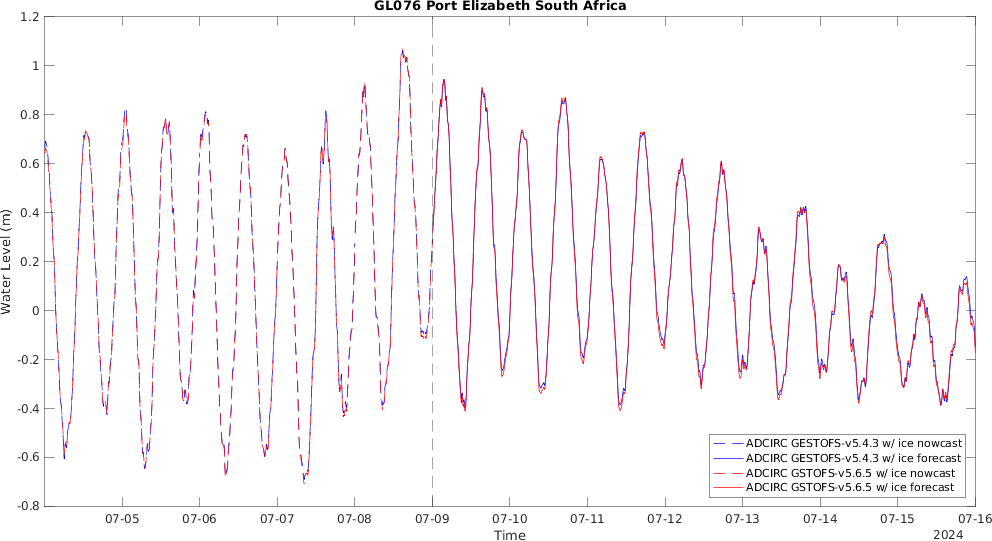 GL076 Port Elizabeth South Africa
1.2
1
0.8
0.6
0.4
0.2
0
-0.2
-0.4
-0.6
-0.8
Water Level (m)
ADCIRC GESTOFS-v5.4.3 w/ ice nowcast
ADCIRC GESTOFS-v5.4.3 w/ ice forecast
ADCIRC GSTOFS-v5.6.5 w/ ice nowcast
ADCIRC GSTOFS-v5.6.5 w/ ice forecast
07-05 07-06 07-07 07-08 07-09 07-10 07-11 07-12 07-13 07-14 07-15 07-16
Time
2024